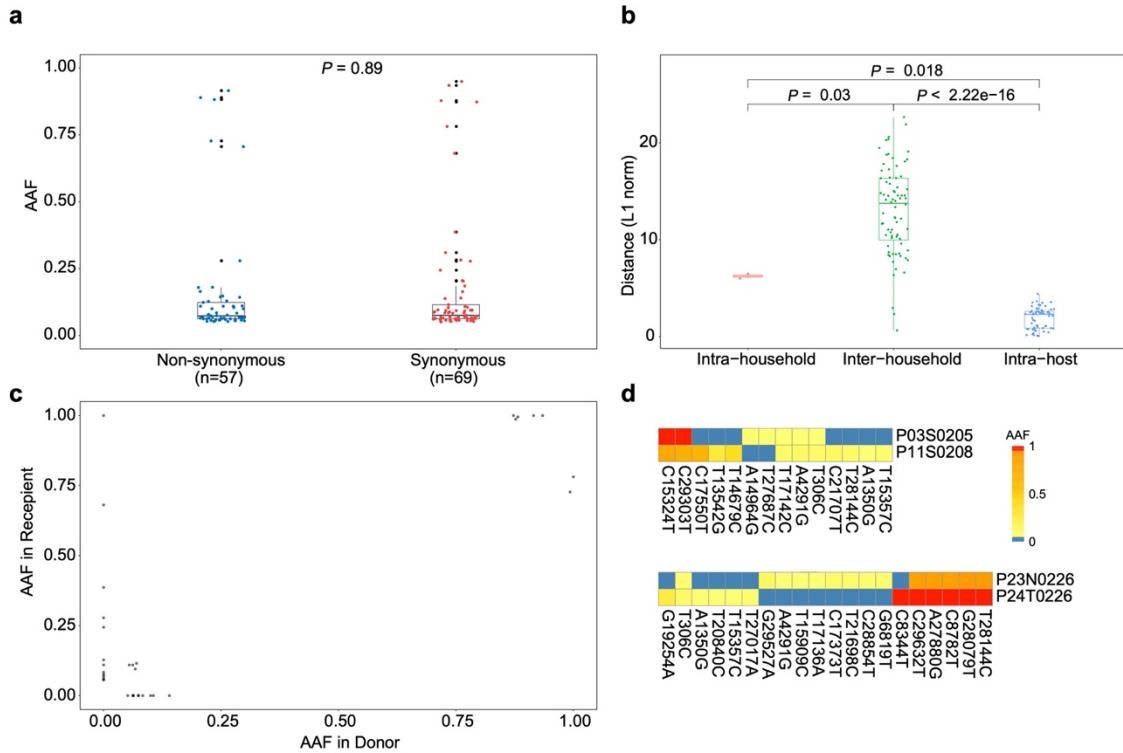 a
P = 0.89
1.00
0.75
0.50
0.25
0.00
AAF
Non-synonymous
(n=57)
Synonymous
(n=69)
b
P = 0.018
P = 0.03
P < 2.22e-16
20
10
0
Distance (L1 norm)
Intra-household
Inter-household
Intra-host
c
1.00
0.75
0.50
0.25
0.00
AAF in Recepient
0.00
0.25
0.50
0.75
1.00
AAF in Donor
d
P03S0205
P11S0208
C15324T
C29303T
C17550T
T13542G
T14679C
A14964G
T27687C
T17142C
A4291G
T306C
C21707T
T28144C
A1350G
T15357C
AAF
1
0.5
0
P23N0226
P24T0226
G19254A
T306C
A1350G
T20840C
T15357C
T27017A
G29527A
A4291G
T15909C
T17136A
C17373T
T21698C
C28854T
G6819T
C8344T
C29632T
A27880G
C8782T
G28079T
T28144C